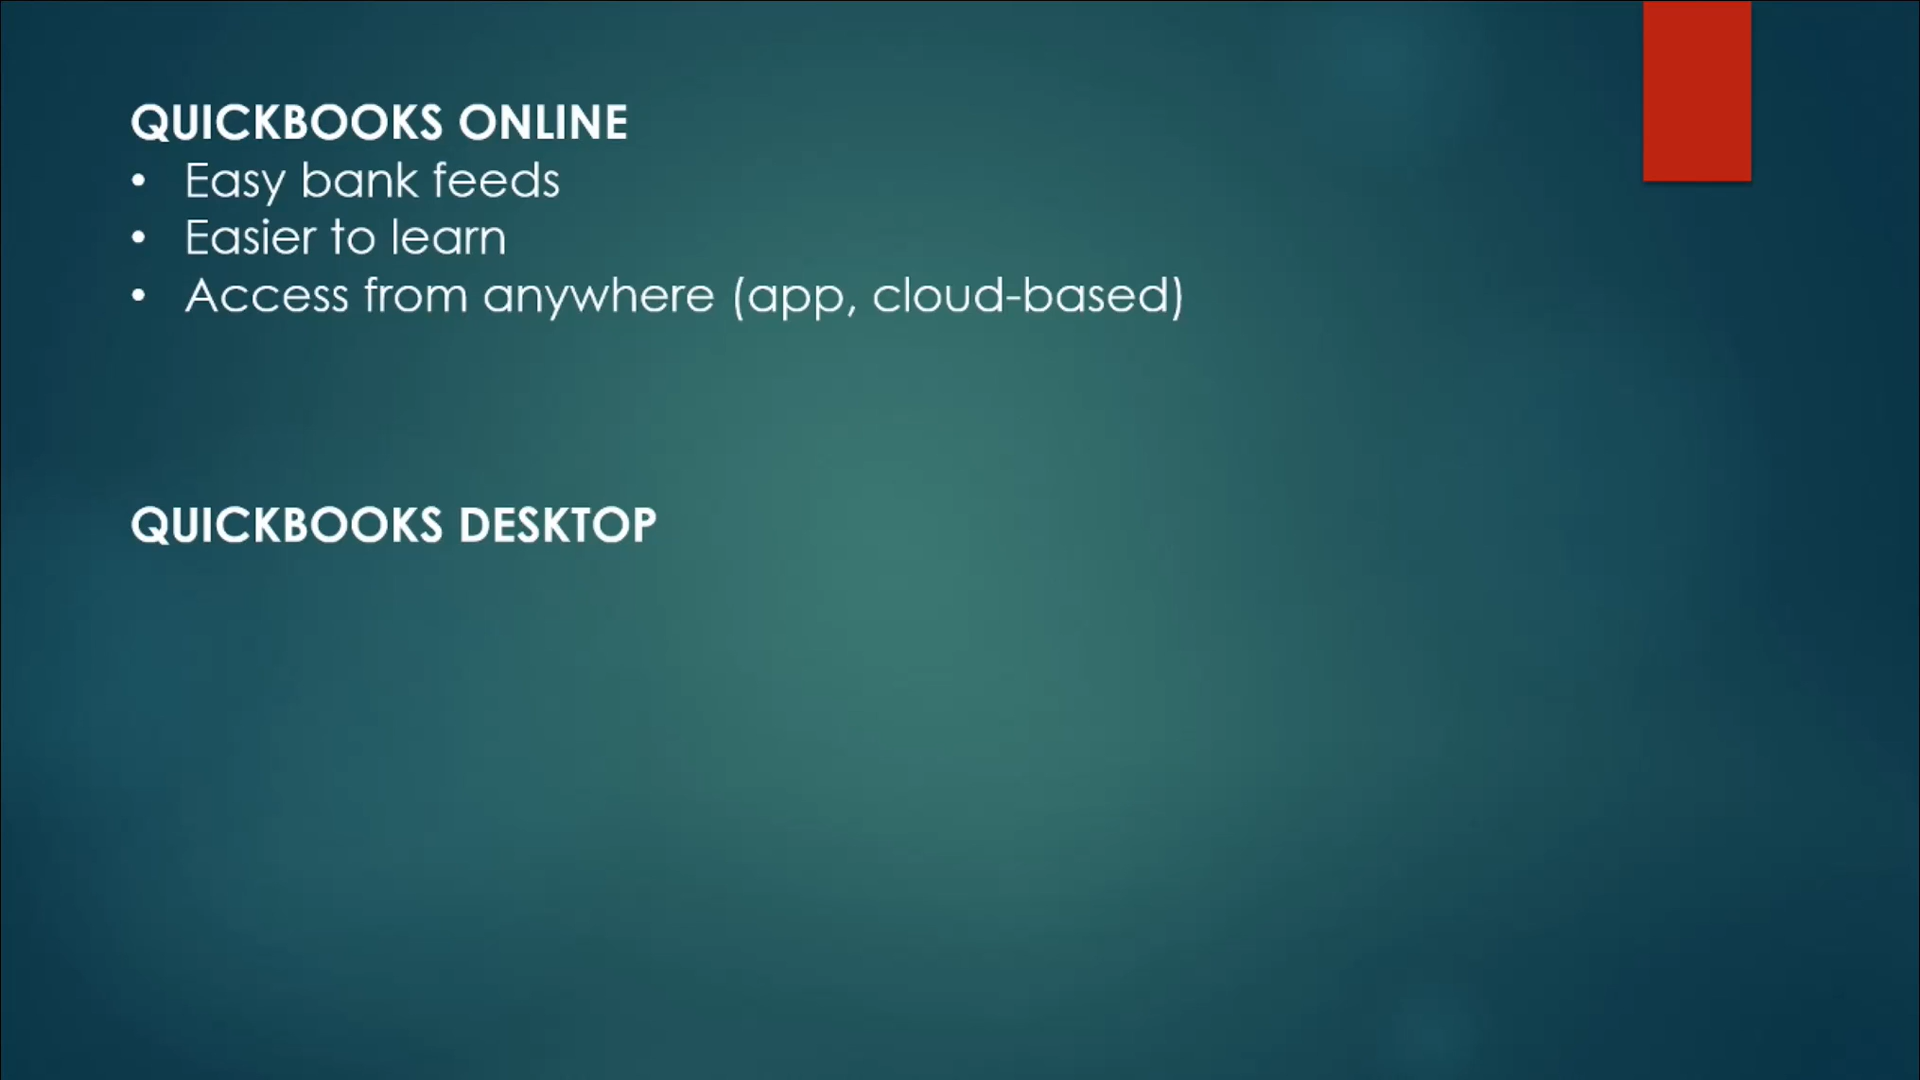 QUICKBOOKS ONLINE
• Easy bank feeds
• Easier to learn
• Access from anywhere (app, cloud-based)
QUICKBOOKS DESKTOP